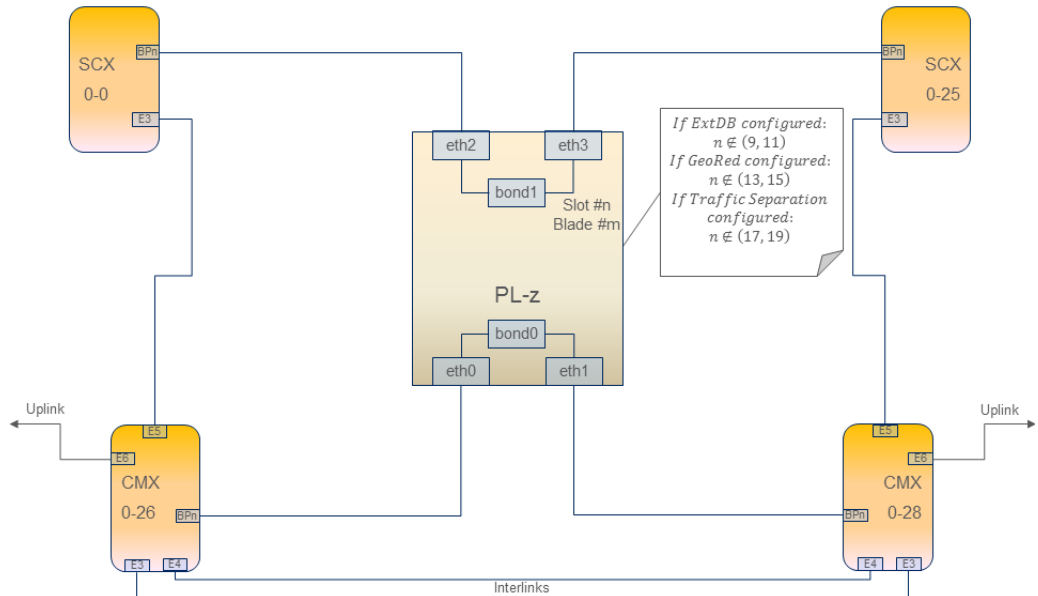 SCX
0-0
BPn
E3
BPn
SCX
0-25
E3
eth2
eth3
bond1
Slot #n
Blade #m
If ExtDB configured:
n ∉ (9, 11)
If GeoRed configured:
n ∉ (13, 15)
If Traffic Separation
configured:
n ∉ (17, 19)
PL-z
bond0
eth0
eth1
Uplink
E5
E6
CMX
0-26
BPn
E3
E4
Uplink
E5
E6
CMX
0-28
BPn
E4
E3
Interlinks